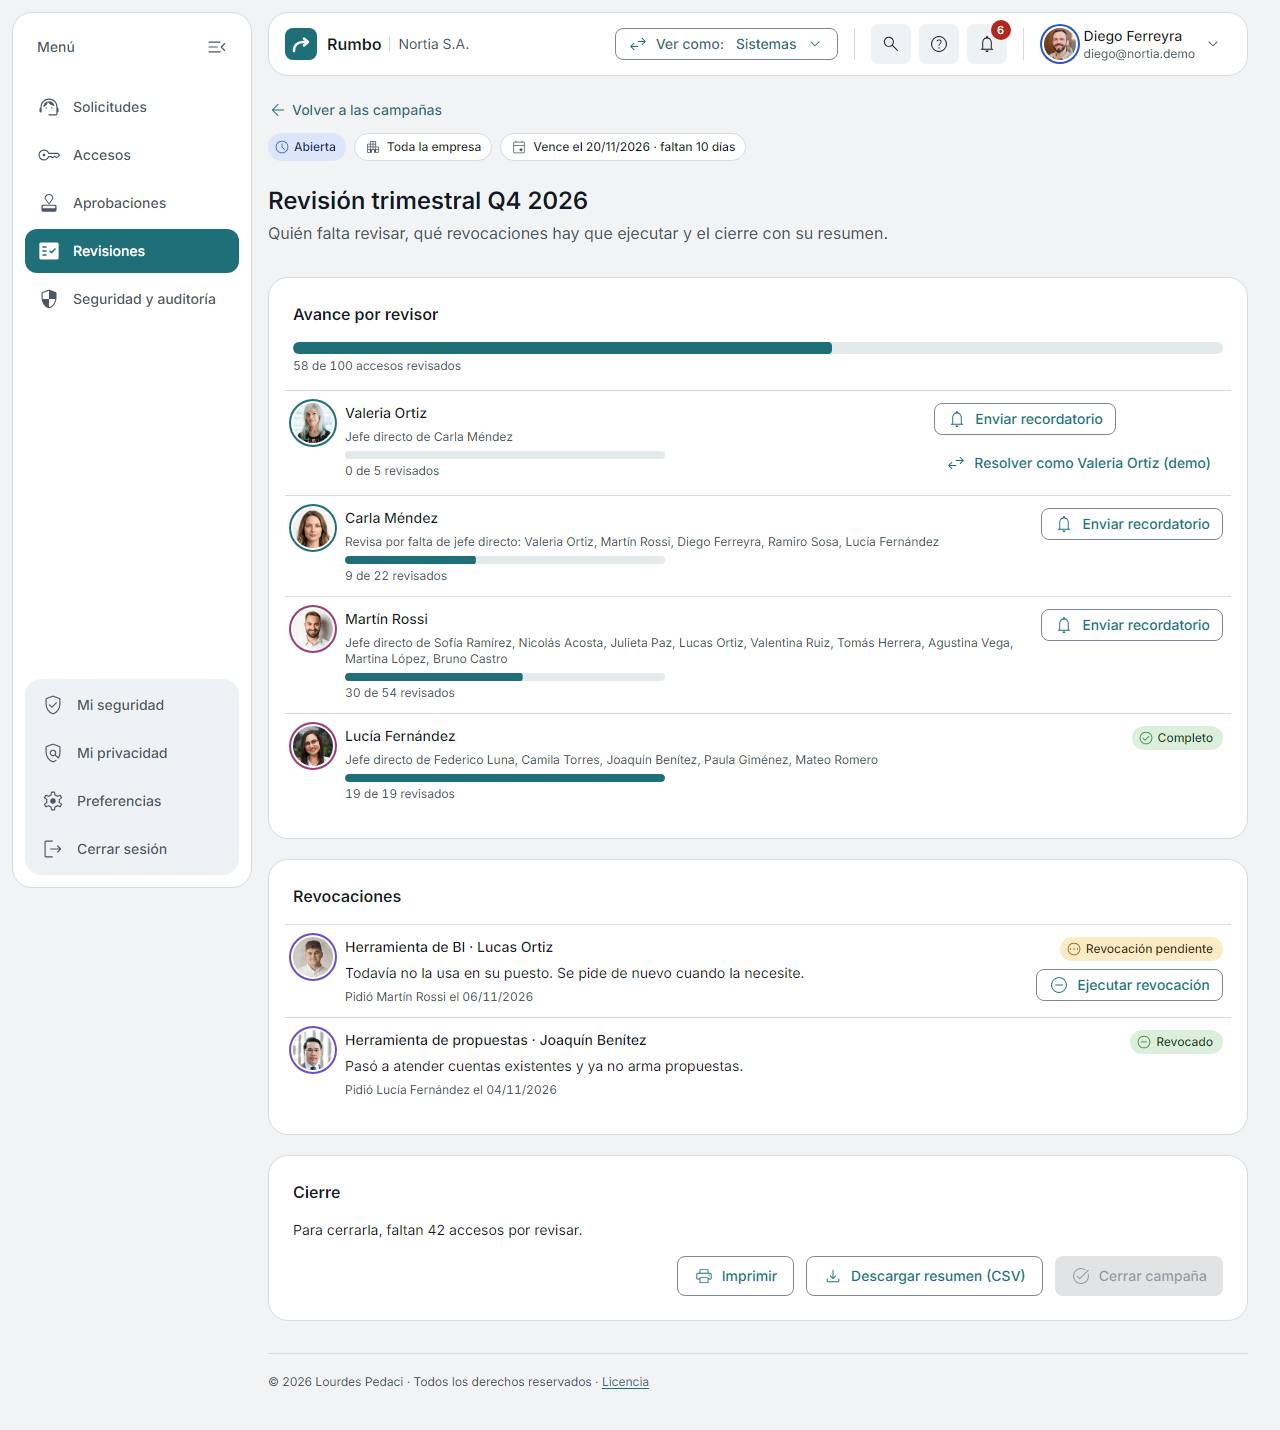 Menú
Solicitudes
Accesos
Aprobaciones
Revisiones
Seguridad y auditoría
Mi seguridad
Mi privacidad
Preferencias
Cerrar sesión
Rumbo
Nortia S.A.
Ver como: Sistemas
6
Diego Ferreyra
diego@nortia.demo
Volver a las campañas
Abierta
Toda la empresa
Vence el 20/11/2026 · faltan 10 días
Revisión trimestral Q4 2026
Quién falta revisar, qué revocaciones hay que ejecutar y el cierre con su resumen.
Avance por revisor
58 de 100 accesos revisados
Valeria Ortiz
Jefe directo de Carla Méndez
0 de 5 revisados
Enviar recordatorio
Resolver como Valeria Ortiz (demo)
Carla Méndez
Revisa por falta de jefe directo: Valeria Ortiz, Martín Rossi, Diego Ferreyra, Ramiro Sosa, Lucía Fernández
9 de 22 revisados
Enviar recordatorio
Martín Rossi
Jefe directo de Sofía Ramírez, Nicolás Acosta, Julieta Paz, Lucas Ortiz, Valentina Ruiz, Tomás Herrera, Agustina Vega,
Martina López, Bruno Castro
30 de 54 revisados
Enviar recordatorio
Lucía Fernández
Jefe directo de Federico Luna, Camila Torres, Joaquín Benítez, Paula Giménez, Mateo Romero
19 de 19 revisados
Completo
Revocaciones
Herramienta de BI · Lucas Ortiz
Todavía no la usa en su puesto. Se pide de nuevo cuando la necesite.
Pidió Martín Rossi el 06/11/2026
Revocación pendiente
Ejecutar revocación
Herramienta de propuestas · Joaquín Benítez
Pasó a atender cuentas existentes y ya no arma propuestas.
Pidió Lucía Fernández el 04/11/2026
Revocado
Cierre
Para cerrarla, faltan 42 accesos por revisar.
Imprimir
Descargar resumen (CSV)
Cerrar campaña
© 2026 Lourdes Pedaci · Todos los derechos reservados · Licencia